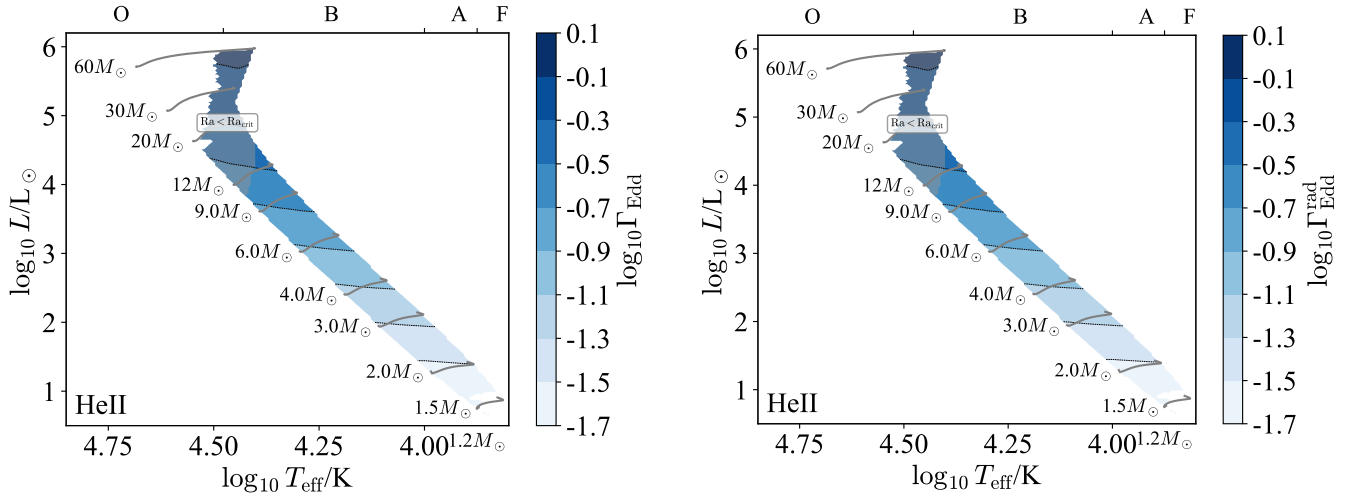 O B A F
6
5
4
3
2
1
log₁₀ L/L☉
60M☉
30M☉
Ra < Ra_crit
20M☉
12M☉
9.0M☉
6.0M☉
4.0M☉
3.0M☉
2.0M☉
1.5M☉
1.2M☉
HeII
4.75 4.50 4.25 4.00
log₁₀ T_eff/K
0.1
-0.1
-0.3
-0.5
-0.7
-0.9
-1.1
-1.3
-1.5
-1.7
log₁₀Γ_Edd
O B A F
6
5
4
3
2
1
log₁₀ L/L☉
60M☉
30M☉
Ra < Ra_crit
20M☉
12M☉
9.0M☉
6.0M☉
4.0M☉
3.0M☉
2.0M☉
1.5M☉
1.2M☉
HeII
4.75 4.50 4.25 4.00
log₁₀ T_eff/K
0.1
-0.1
-0.3
-0.5
-0.7
-0.9
-1.1
-1.3
-1.5
-1.7
log₁₀Γ_Edd^rad